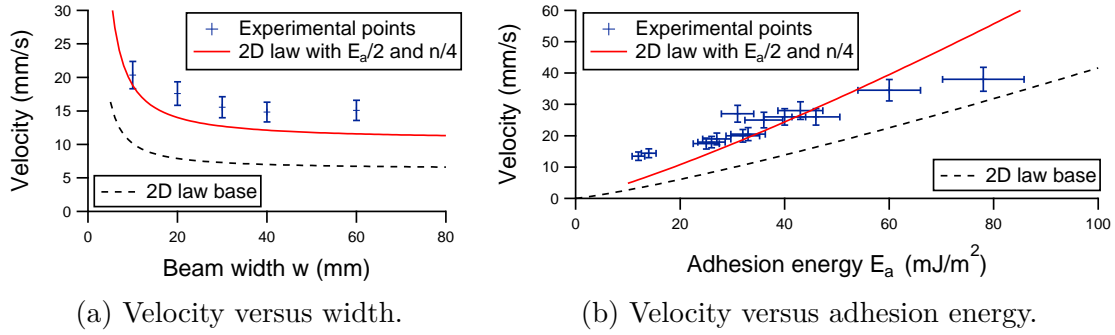 30
25
20
15
10
5
0
Velocity (mm/s)
0
20
40
60
80
Beam width w (mm)
Experimental points
2D law with Ea/2 and n/4
2D law base
(a) Velocity versus width.
60
50
40
30
20
10
0
Velocity (mm/s)
0
20
40
60
80
100
Adhesion energy Ea (mJ/m²)
Experimental points
2D law with Ea/2 and n/4
2D law base
(b) Velocity versus adhesion energy.